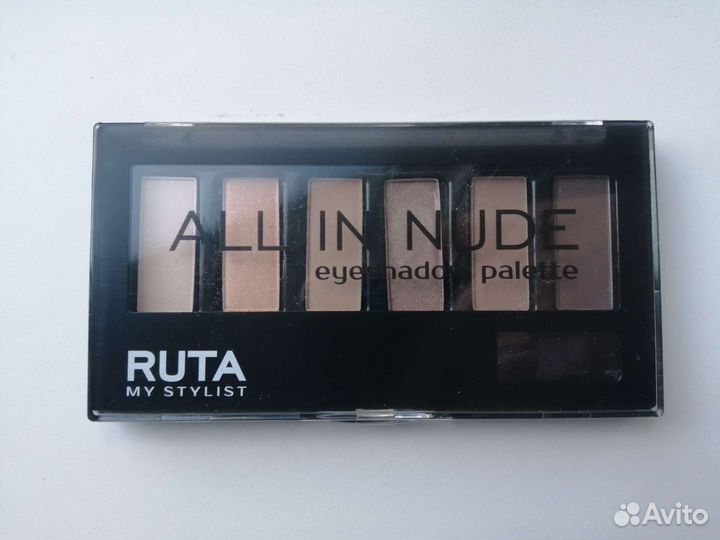 ALL IN NUDE
eyeshadow palette
RUTA
MY STYLIST
Avito